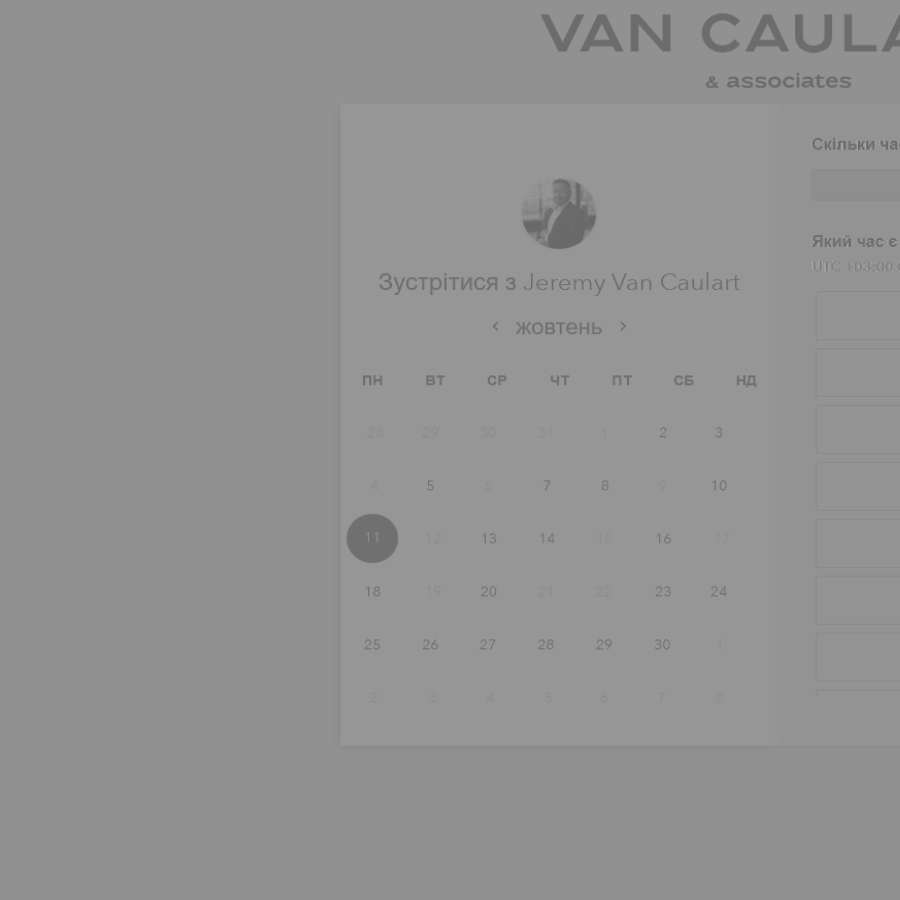 VAN CAULA
& associates
Скільки ча
Який час є
UTC +03:00
Зустрітися з Jeremy Van Caulart
жовтень
ПН ВТ СР ЧТ ПТ СБ НД
28 29 30 31 1 2 3
4 5 6 7 8 9 10
11 12 13 14 15 16 17
18 19 20 21 22 23 24
25 26 27 28 29 30 1
2 3 4 5 6 7 8